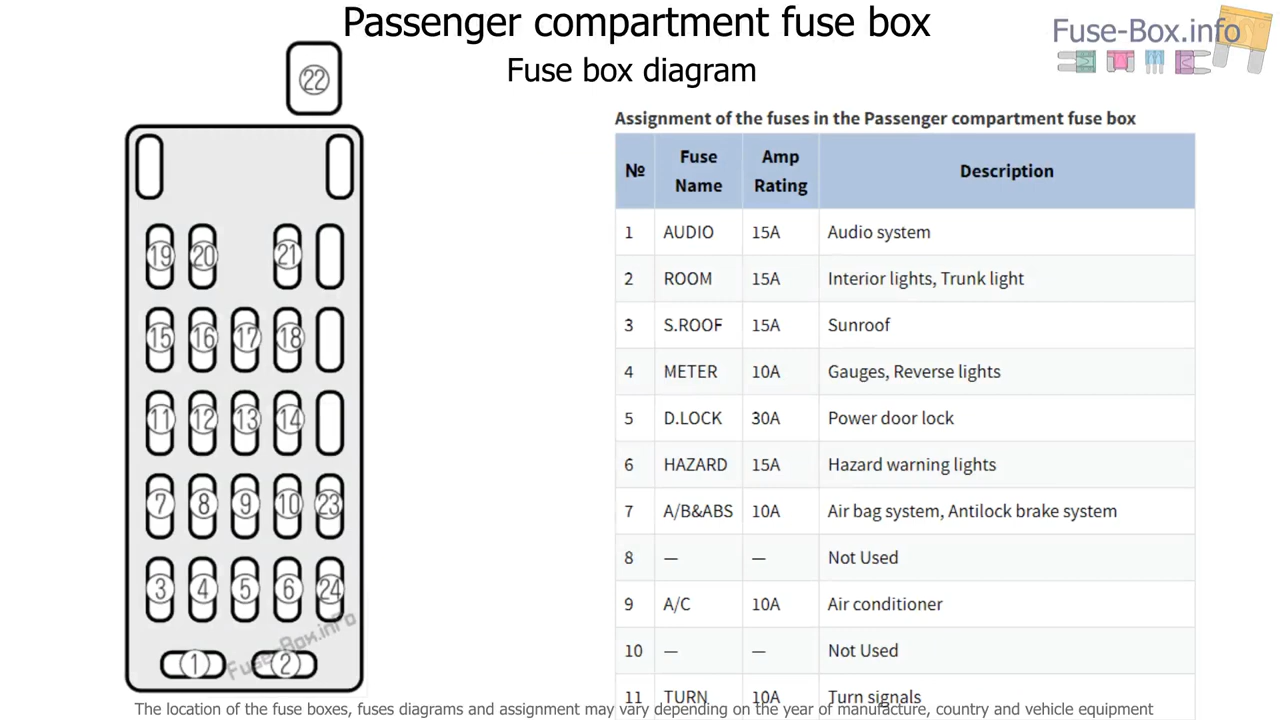 Passenger compartment fuse box
Fuse-Box.info
Fuse box diagram
22
19 20 21
15 16 17 18
11 12 13 14
7 8 9 10 23
3 4 5 6 24
1 2
Fuse-Box.info
Assignment of the fuses in the Passenger compartment fuse box
№ Fuse Name Amp Rating Description
1 AUDIO 15A Audio system
2 ROOM 15A Interior lights, Trunk light
3 S.ROOF 15A Sunroof
4 METER 10A Gauges, Reverse lights
5 D.LOCK 30A Power door lock
6 HAZARD 15A Hazard warning lights
7 A/B&ABS 10A Air bag system, Antilock brake system
8 — — Not Used
9 A/C 10A Air conditioner
10 — — Not Used
11 TURN 10A Turn signals
The location of the fuse boxes, fuses diagrams and assignment may vary depending on the year of manufacture, country and vehicle equipment